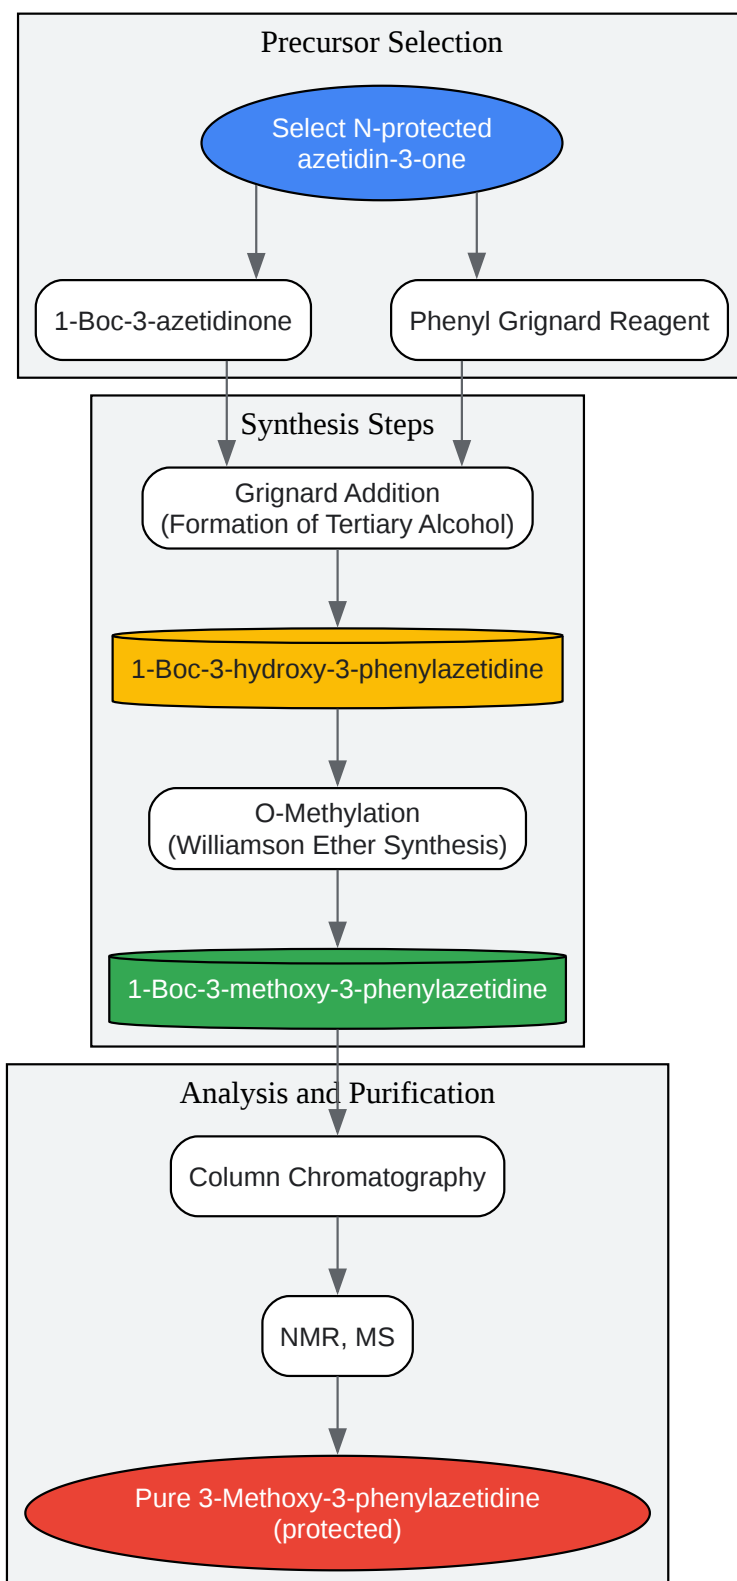 Precursor Selection
Select N-protected
azetidin-3-one
1-Boc-3-azetidinone
Phenyl Grignard Reagent
Synthesis Steps
Grignard Addition
(Formation of Tertiary Alcohol)
1-Boc-3-hydroxy-3-phenylazetidine
O-Methylation
(Williamson Ether Synthesis)
1-Boc-3-methoxy-3-phenylazetidine
Analysis and Purification
Column Chromatography
NMR, MS
Pure 3-Methoxy-3-phenylazetidine
(protected)